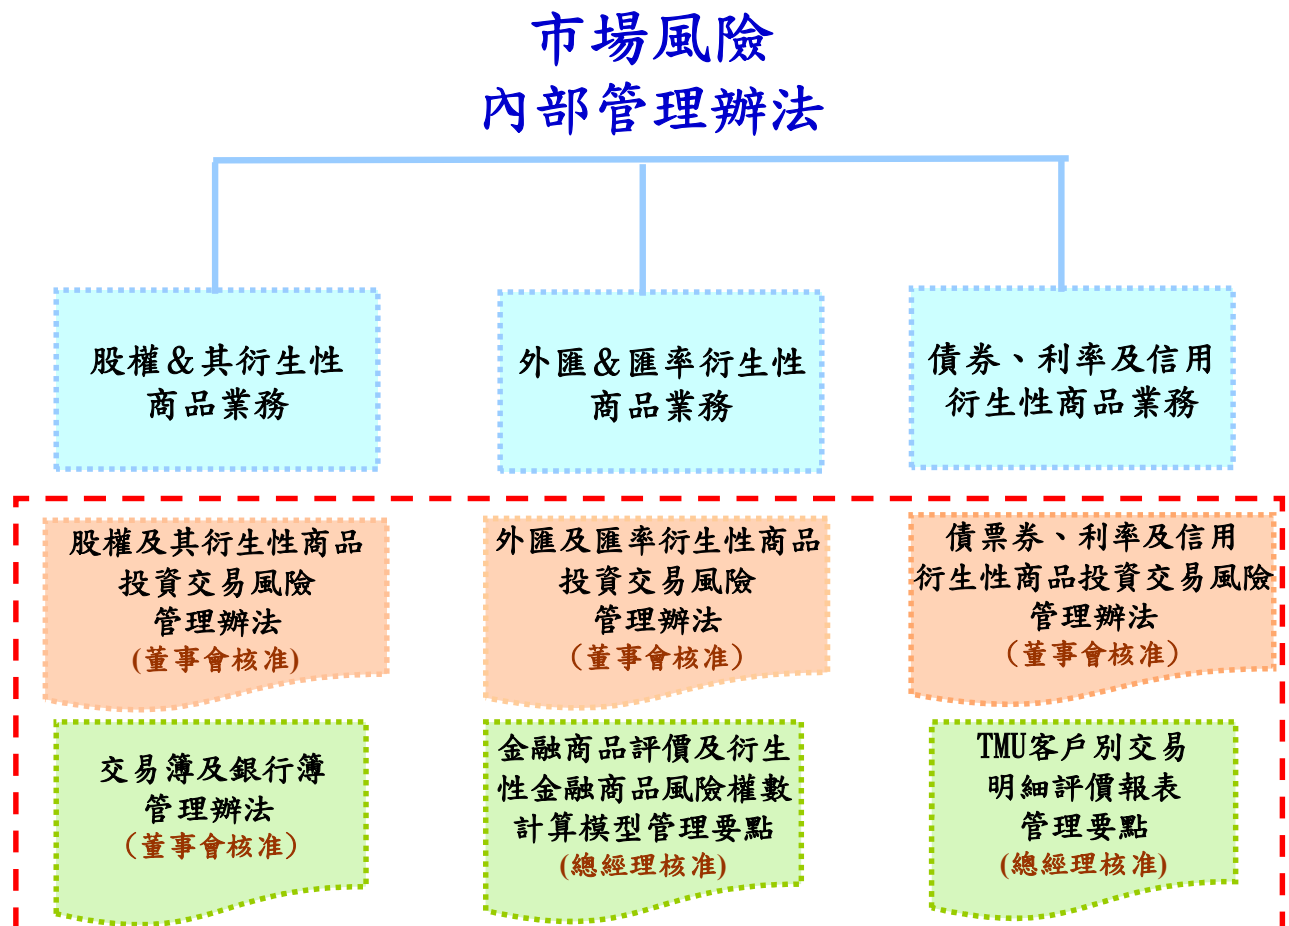 市場風險
內部管理辦法
股權＆其衍生性
商品業務
外匯＆匯率衍生性
商品業務
債券、利率及信用
衍生性商品業務
股權及其衍生性商品
投資交易風險
管理辦法
(董事會核准)
外匯及匯率衍生性商品
投資交易風險
管理辦法
（董事會核准）
債票券、利率及信用
衍生性商品投資交易風險
管理辦法
（董事會核准）
交易簿及銀行簿
管理辦法
（董事會核准）
金融商品評價及衍生
性金融商品風險權數
計算模型管理要點
(總經理核准)
TMU客戶別交易
明細評價報表
管理要點
(總經理核准)